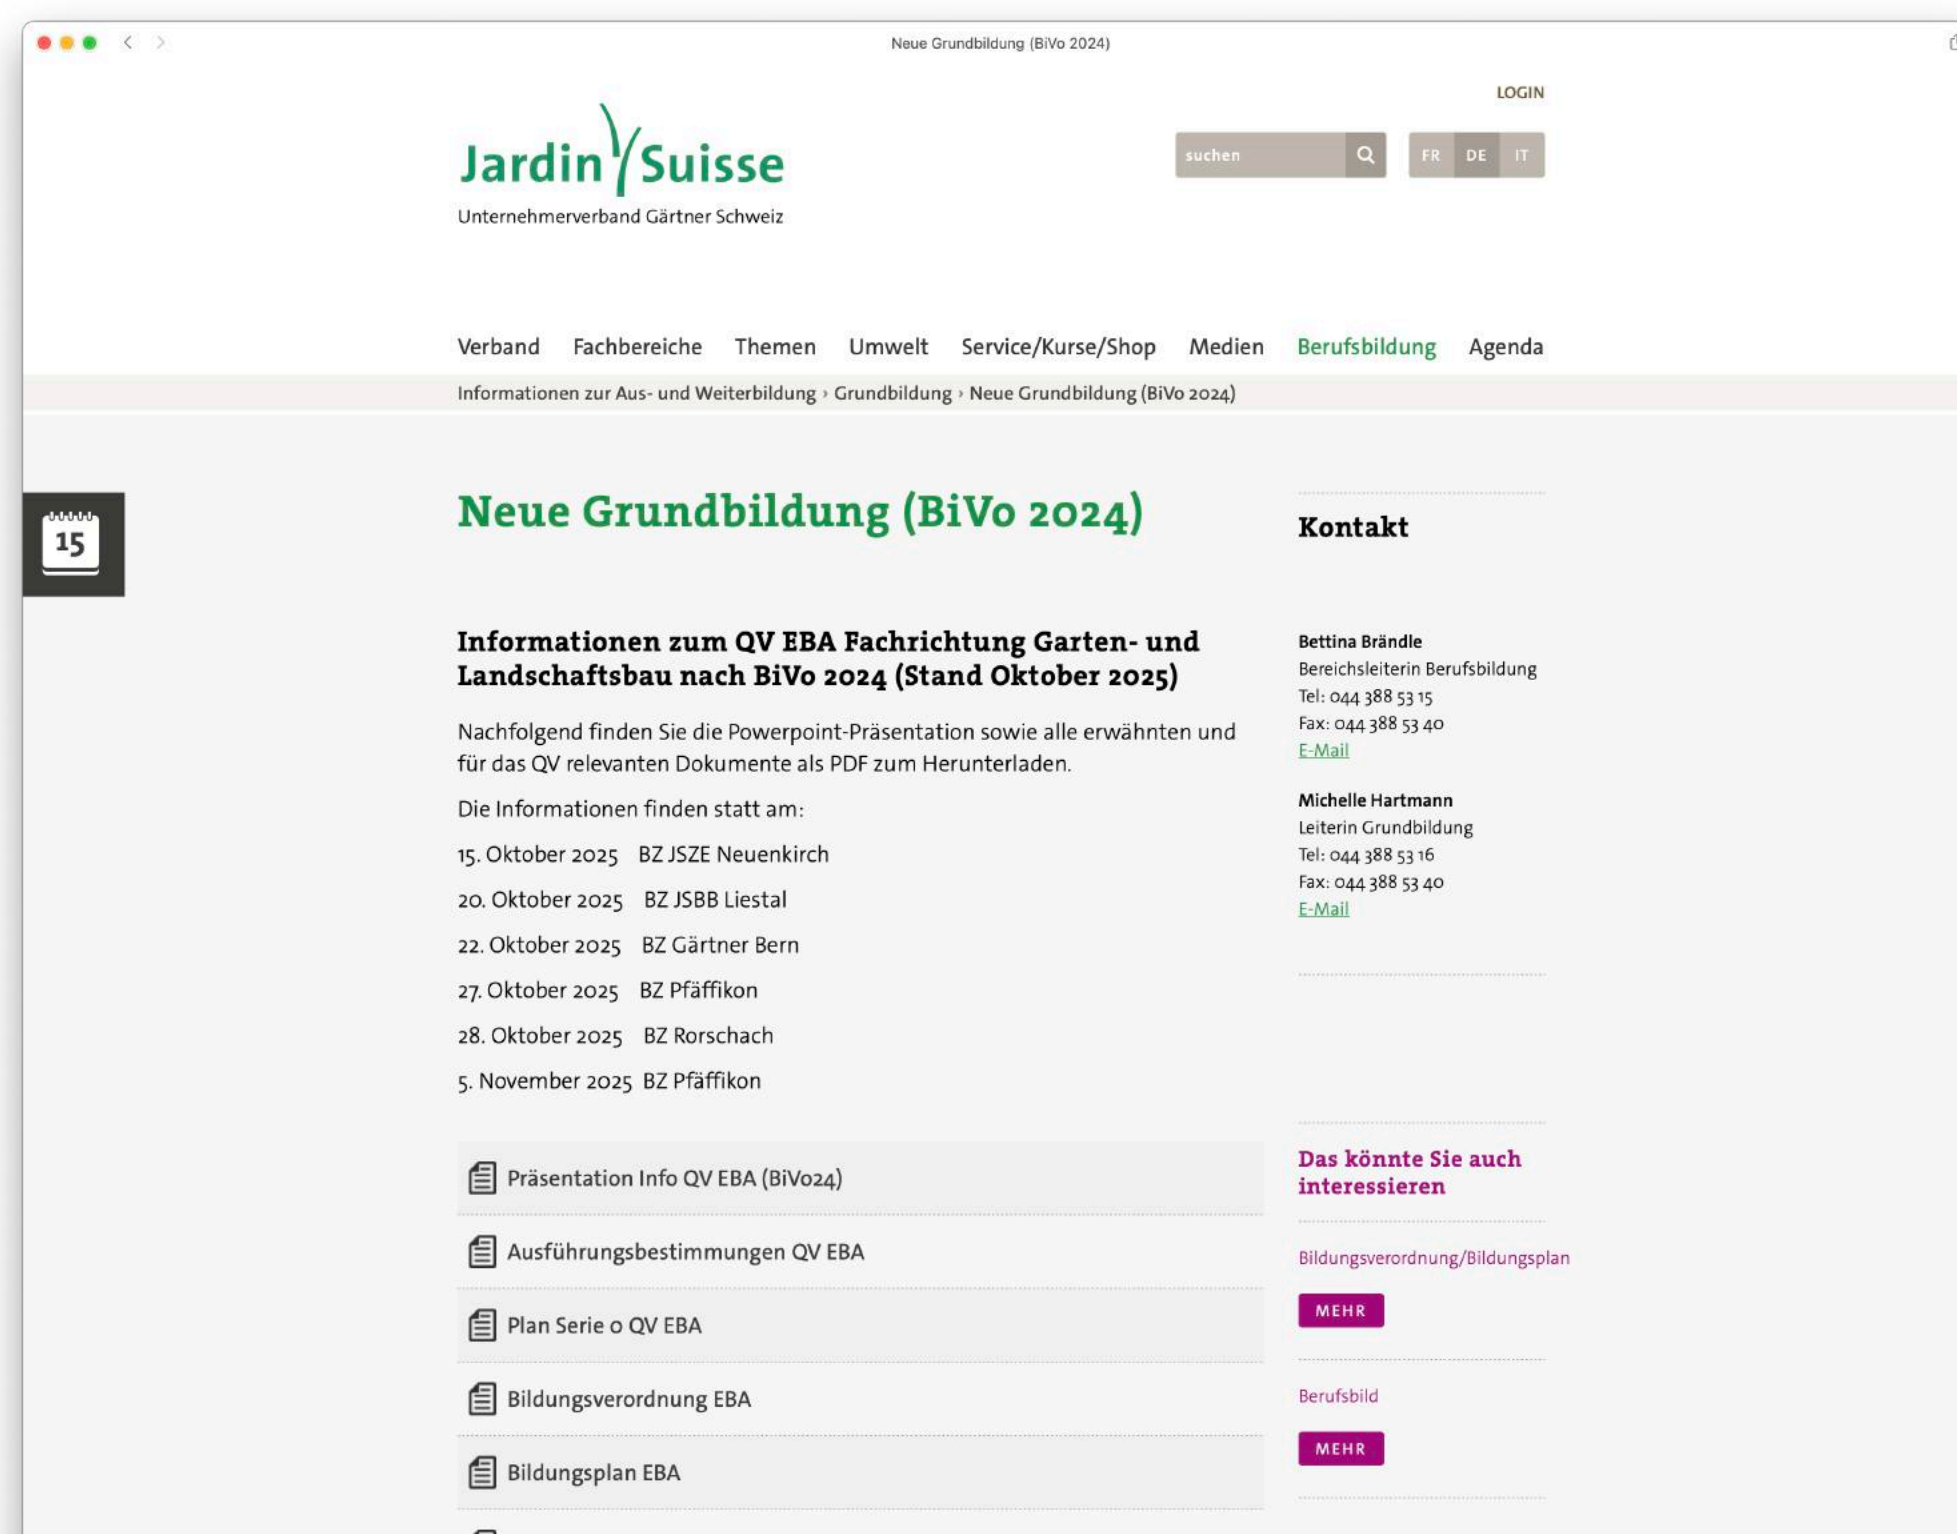 Neue Grundbildung (BiVo 2024)
LOGIN
Jardin Suisse
Unternehmerverband Gärtner Schweiz
suchen
FR DE IT
Verband Fachbereiche Themen Umwelt Service/Kurse/Shop Medien Berufsbildung Agenda
Informationen zur Aus- und Weiterbildung › Grundbildung › Neue Grundbildung (BiVo 2024)
15
Neue Grundbildung (BiVo 2024)
Informationen zum QV EBA Fachrichtung Garten- und
Landschaftsbau nach BiVo 2024 (Stand Oktober 2025)
Nachfolgend finden Sie die Powerpoint-Präsentation sowie alle erwähnten und
für das QV relevanten Dokumente als PDF zum Herunterladen.
Die Informationen finden statt am:
15. Oktober 2025 BZ JSZE Neuenkirch
20. Oktober 2025 BZ JSBB Liestal
22. Oktober 2025 BZ Gärtner Bern
27. Oktober 2025 BZ Pfäffikon
28. Oktober 2025 BZ Rorschach
5. November 2025 BZ Pfäffikon
Präsentation Info QV EBA (BiVo24)
Ausführungsbestimmungen QV EBA
Plan Serie 0 QV EBA
Bildungsverordnung EBA
Bildungsplan EBA
Kontakt
Bettina Brändle
Bereichsleiterin Berufsbildung
Tel: 044 388 53 15
Fax: 044 388 53 40
E-Mail
Michelle Hartmann
Leiterin Grundbildung
Tel: 044 388 53 16
Fax: 044 388 53 40
E-Mail
Das könnte Sie auch
interessieren
Bildungsverordnung/Bildungsplan
MEHR
Berufsbild
MEHR